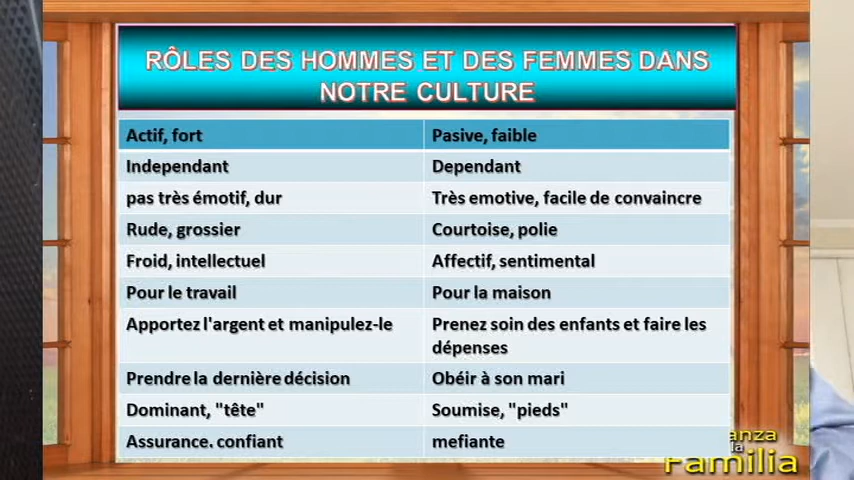 RÔLES DES HOMMES ET DES FEMMES DANS
NOTRE CULTURE
Actif, fort
Pasive, faible
Independant
Dependant
pas très émotif, dur
Très emotive, facile de convaincre
Rude, grossier
Courtoise, polie
Froid, intellectuel
Affectif, sentimental
Pour le travail
Pour la maison
Apportez l'argent et manipulez-le
Prenez soin des enfants et faire les
dépenses
Prendre la dernière décision
Obéir à son mari
Dominant, "tête"
Soumise, "pieds"
Assurance. confiant
mefiante
la
Familia